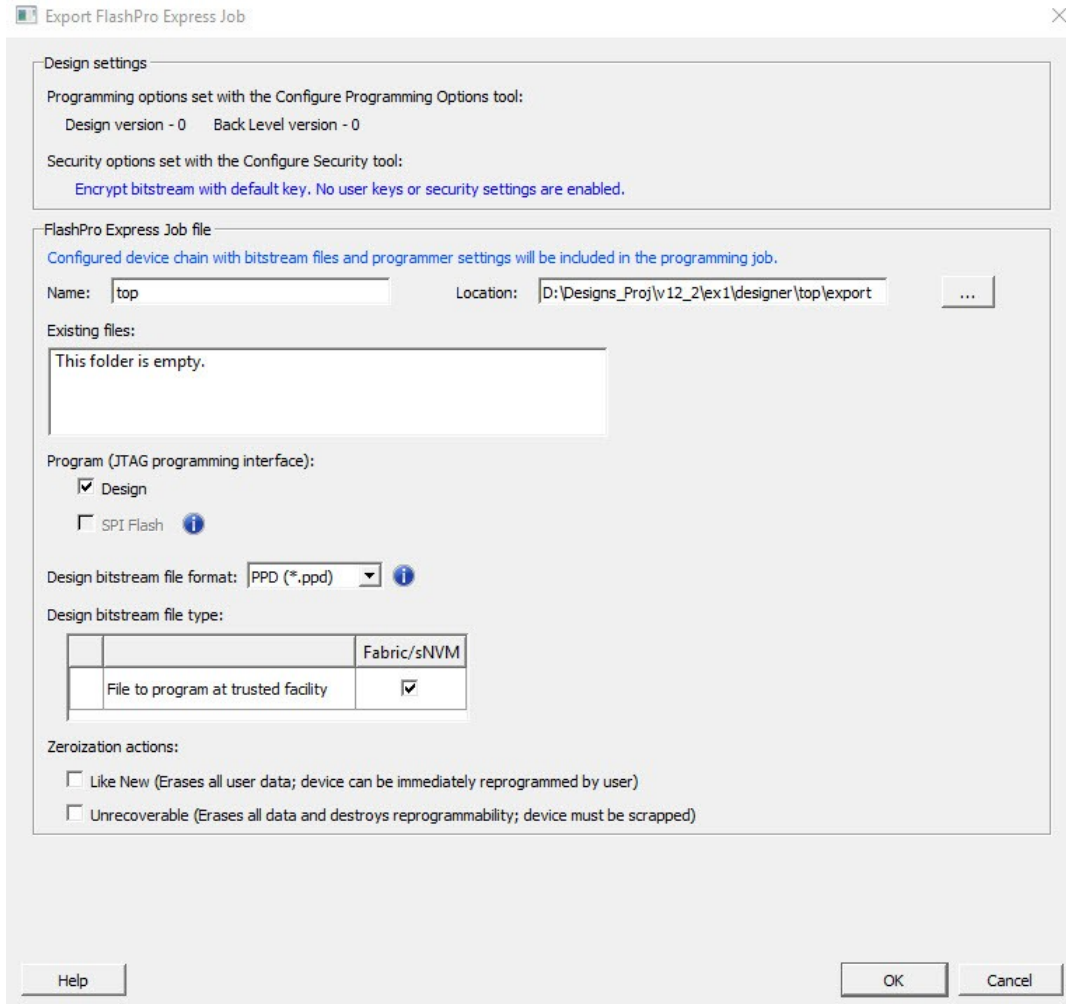 Export FlashPro Express Job
Design settings
Programming options set with the Configure Programming Options tool:
Design version - 0 Back Level version - 0
Security options set with the Configure Security tool:
Encrypt bitstream with default key. No user keys or security settings are enabled.
FlashPro Express Job file
Configured device chain with bitstream files and programmer settings will be included in the programming job.
Name: top Location: D:\Designs_Proj\v12_2\ex1\designer\top\export ...
Existing files:
This folder is empty.
Program (JTAG programming interface):
Design
SPI Flash
Design bitstream file format: PPD (*.ppd)
Design bitstream file type:
Fabric/sNVM
File to program at trusted facility
Zeroization actions:
Like New (Erases all user data; device can be immediately reprogrammed by user)
Unrecoverable (Erases all data and destroys reprogrammability; device must be scrapped)
Help OK Cancel